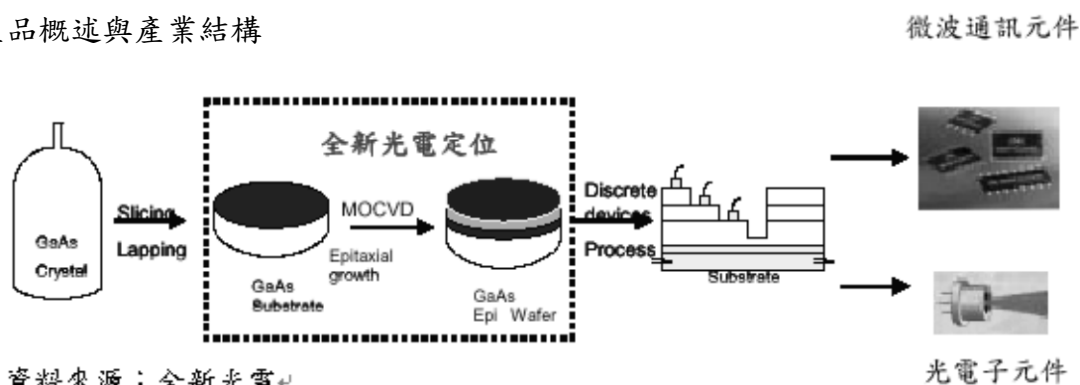 品概述與產業結構
微波通訊元件
全新光電定位
GaAs
Crystal
Slicing
Lapping
GaAs
Substrate
MOCVD
Epitaxial
growth
GaAs
Epi Wafer
Discrete
devices
Process
Substrate
光電子元件
資料來源：全新光電